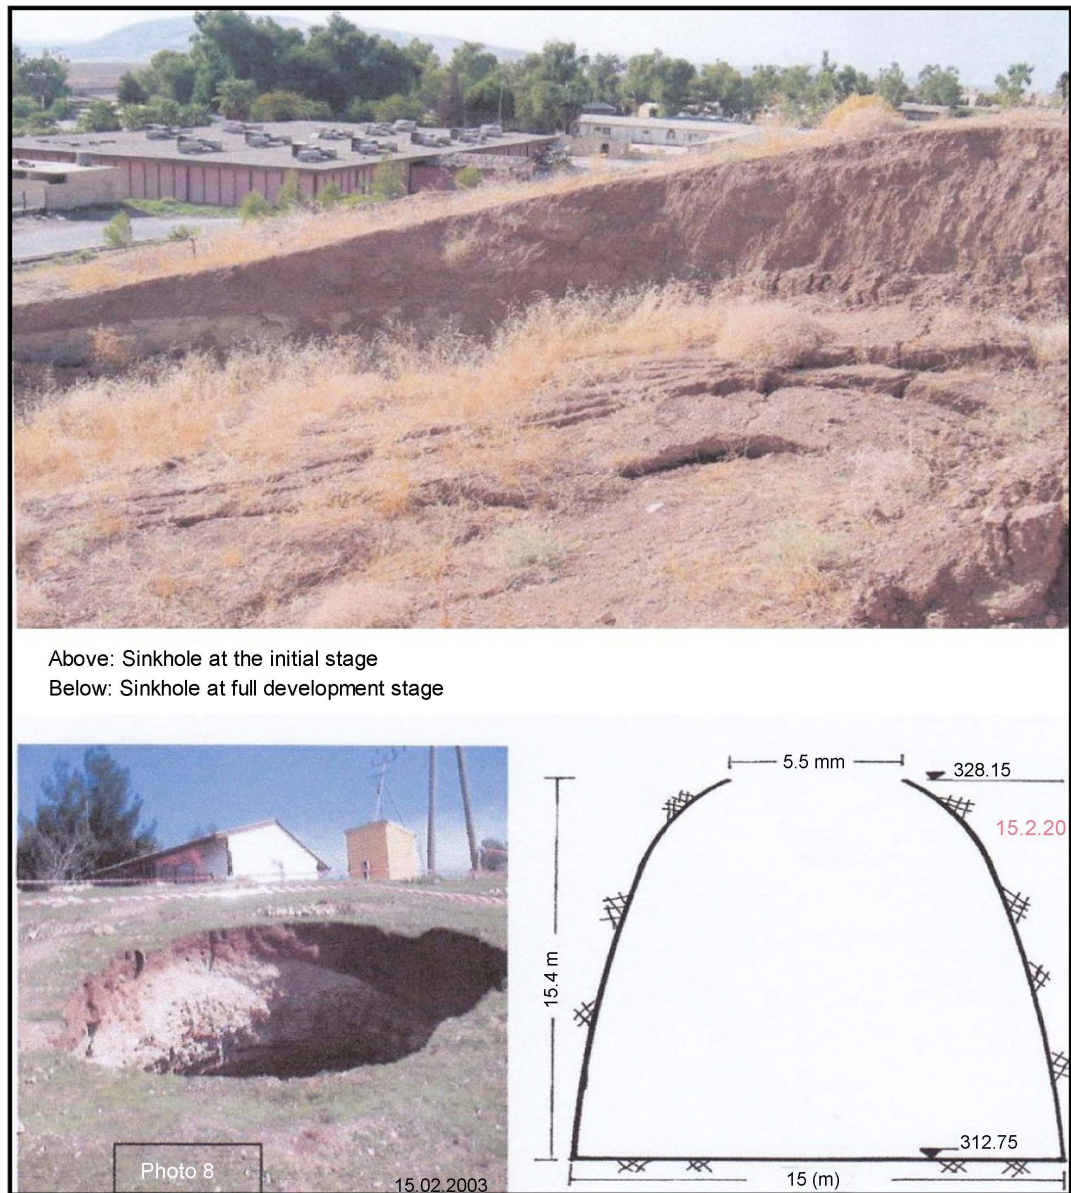 Above: Sinkhole at the initial stage
Below: Sinkhole at full development stage
5.5 mm
328.15
15.2.20
15.4 m
312.75
15 (m)
Photo 8
15.02.2003